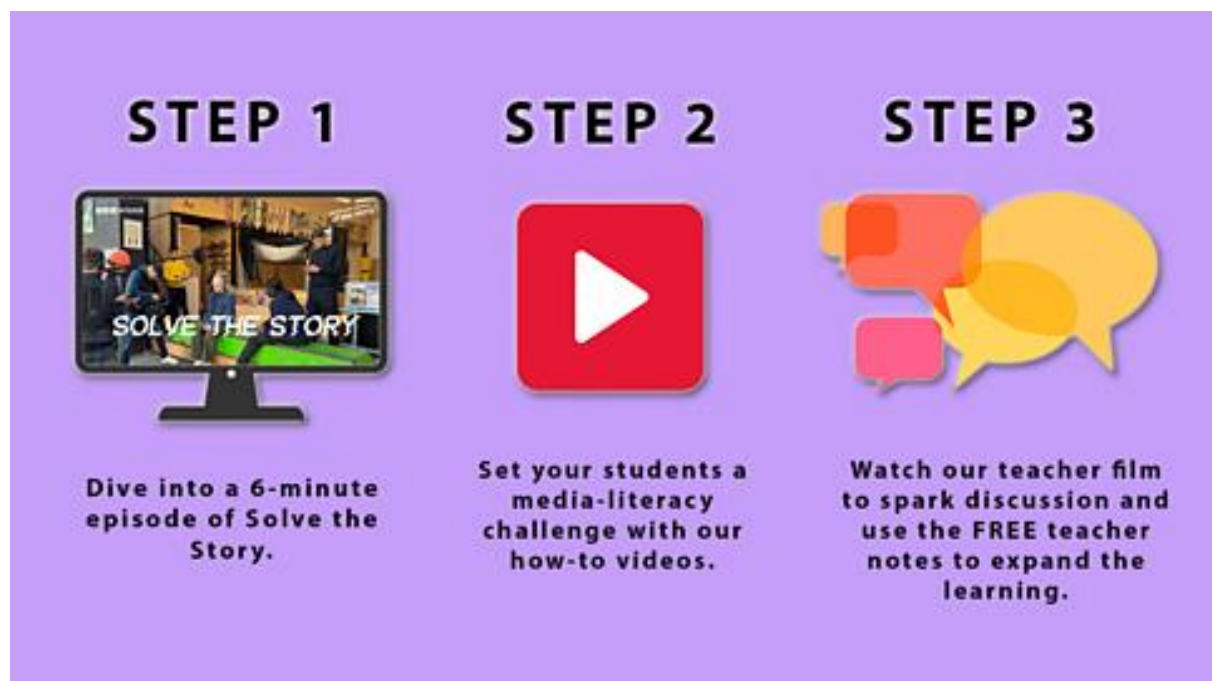 STEP 1
SOLVE THE STORY
Dive into a 6-minute
episode of Solve the
Story.
STEP 2
Set your students a
media-literacy
challenge with our
how-to videos.
STEP 3
Watch our teacher film
to spark discussion and
use the FREE teacher
notes to expand the
learning.